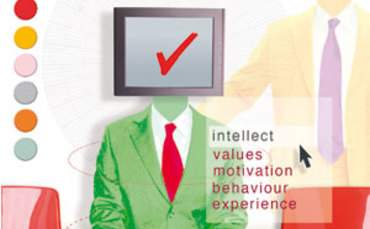 intellect
values
motivation
behaviour
experience